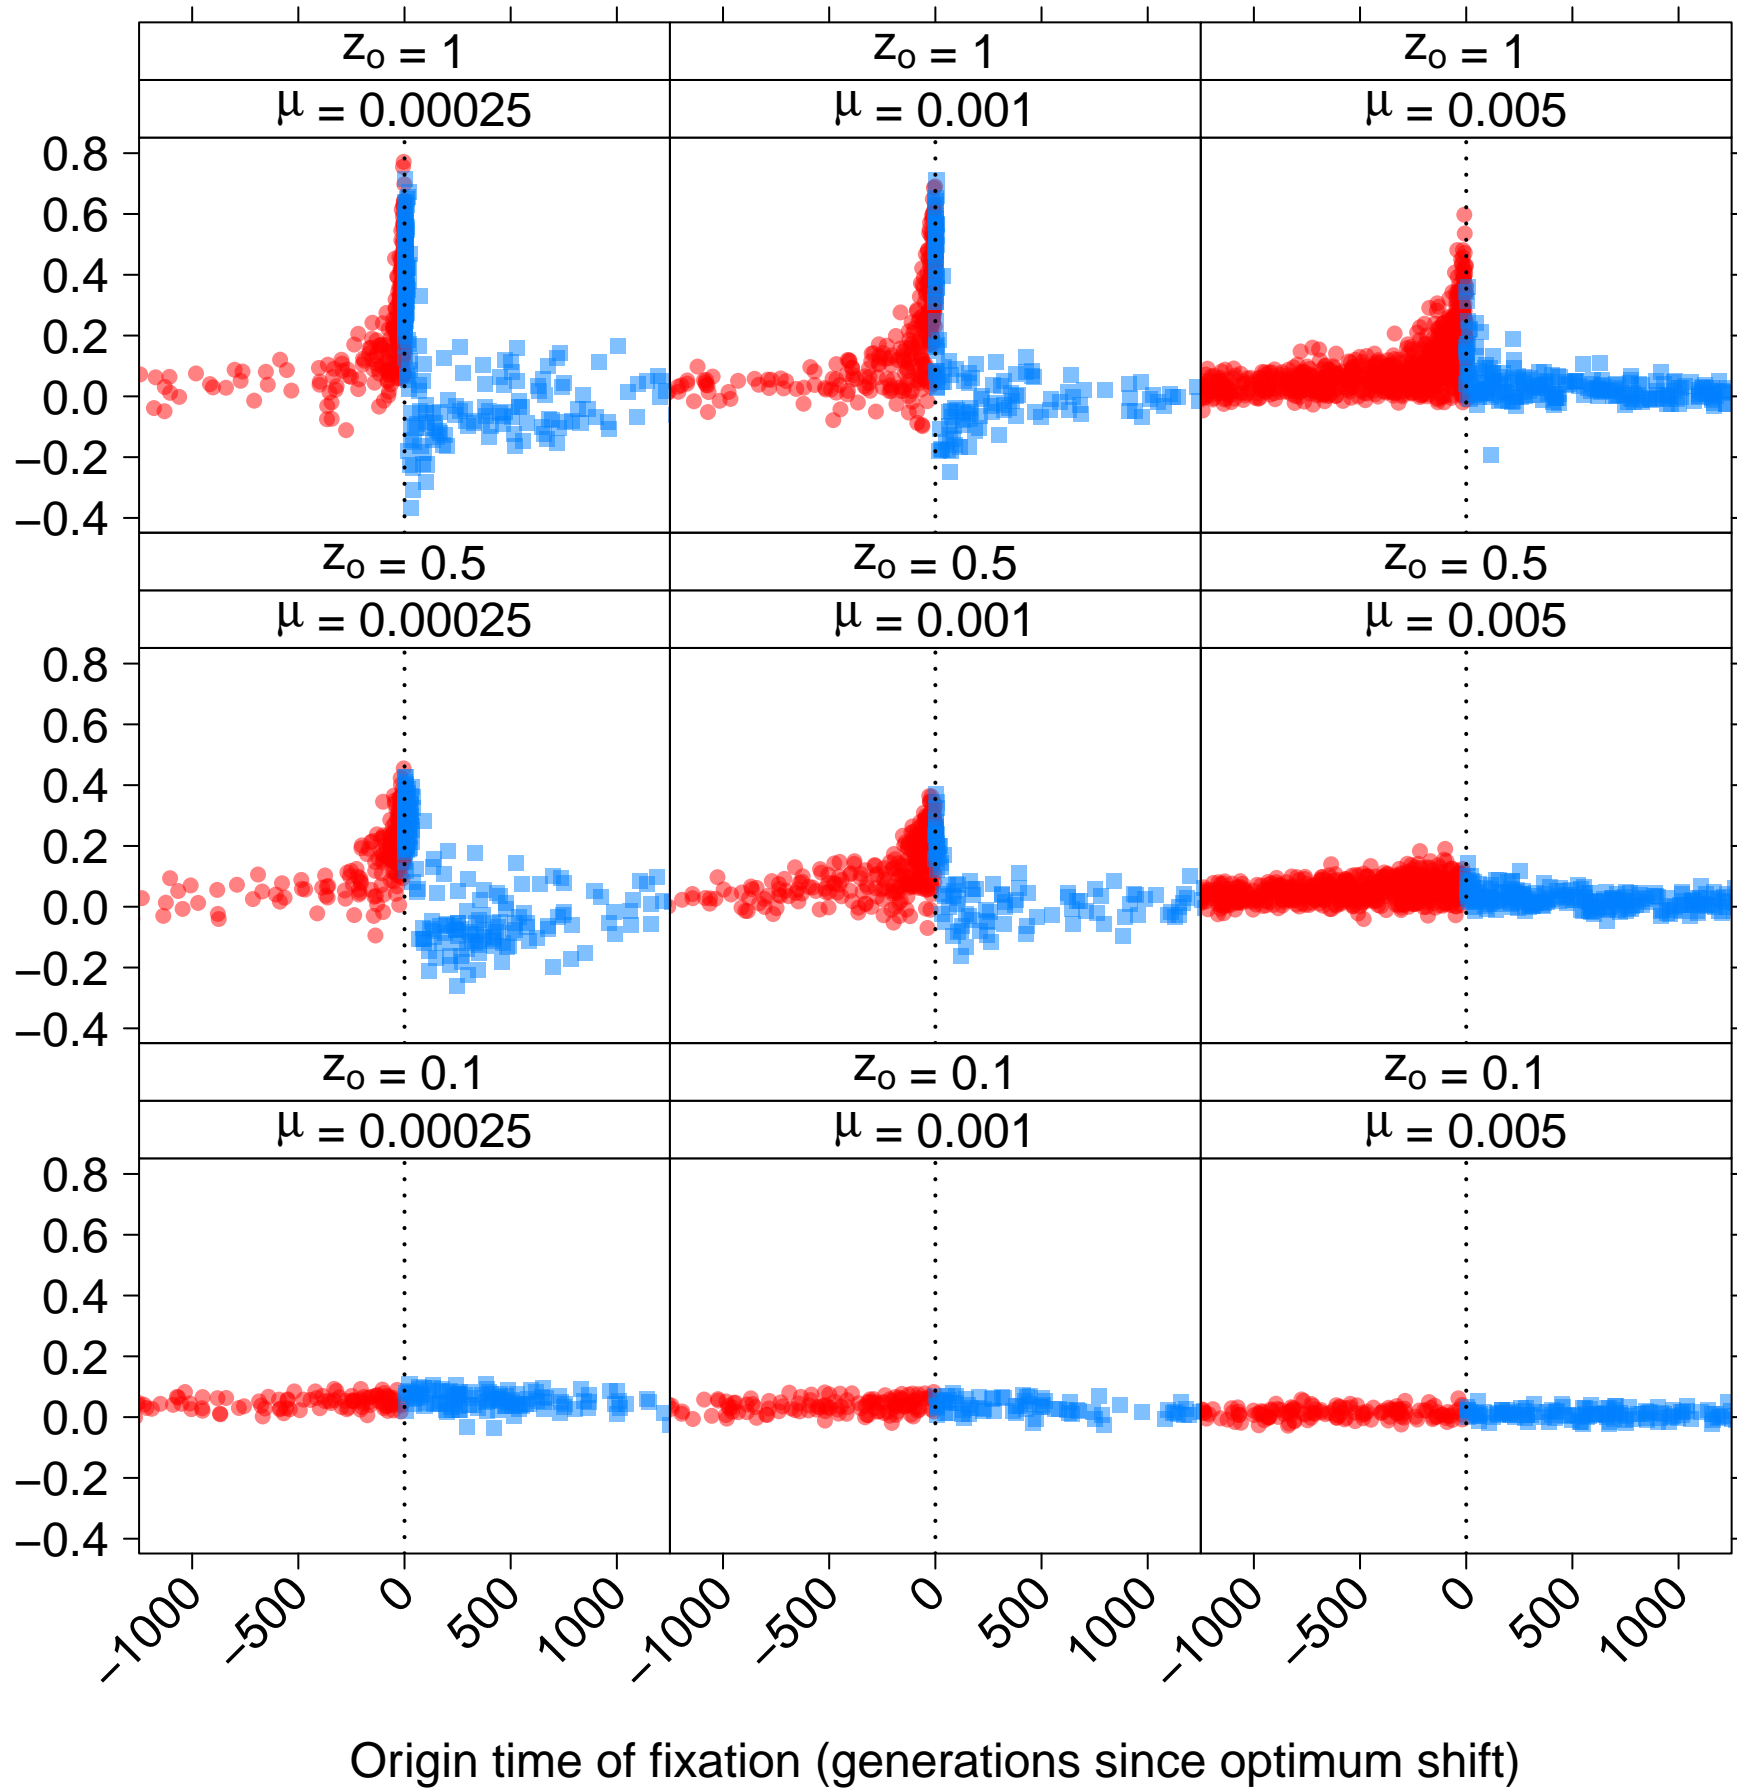 z₀ = 1 z₀ = 1 z₀ = 1
μ = 0.00025 μ = 0.001 μ = 0.005
0.8
0.6
0.4
0.2
0.0
−0.2
−0.4
z₀ = 0.5 z₀ = 0.5 z₀ = 0.5
μ = 0.00025 μ = 0.001 μ = 0.005
0.8
0.6
0.4
0.2
0.0
−0.2
−0.4
z₀ = 0.1 z₀ = 0.1 z₀ = 0.1
μ = 0.00025 μ = 0.001 μ = 0.005
0.8
0.6
0.4
0.2
0.0
−0.2
−0.4
−1000 −500 0 500 1000 −1000 −500 0 500 1000 −1000 −500 0 500 1000
Origin time of fixation (generations since optimum shift)